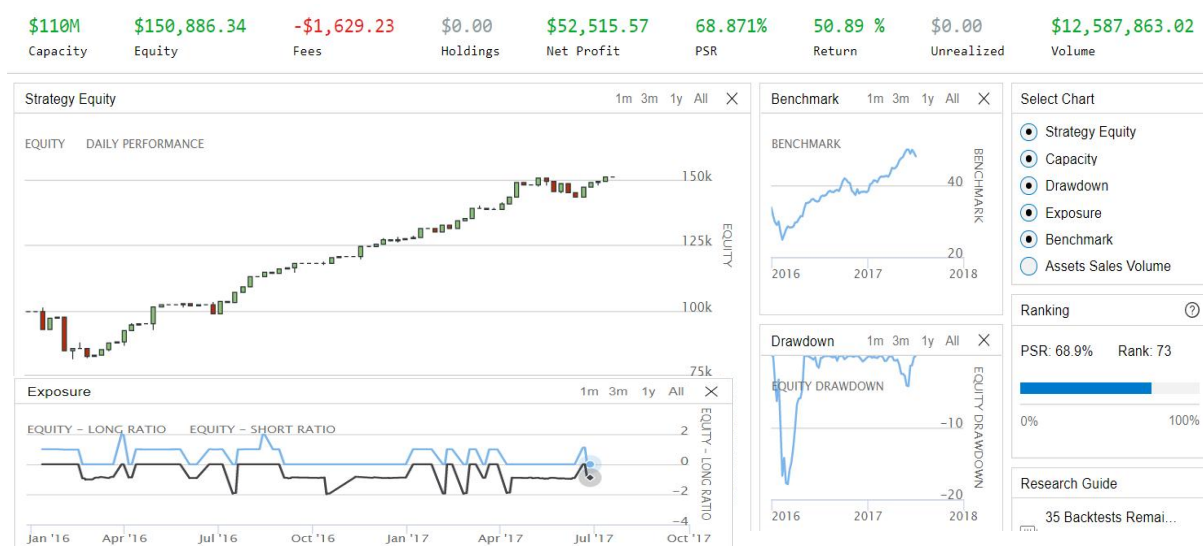 $110M $150,886.34 -$1,629.23 $0.00 $52,515.57 68.871% 50.89 % $0.00 $12,587,863.02
Capacity Equity Fees Holdings Net Profit PSR Return Unrealized Volume
Strategy Equity 1m 3m 1y All
EQUITY DAILY PERFORMANCE
150k
125k
100k
75k
EQUITY
Exposure 1m 3m 1y All
EQUITY – LONG RATIO EQUITY – SHORT RATIO
2
0
−2
−4
EQUITY – LONG RATIO
Jan '16 Apr '16 Jul '16 Oct '16 Jan '17 Apr '17 Jul '17 Oct '17
Benchmark 1m 3m 1y All
BENCHMARK
40
20
BENCHMARK
2016 2017 2018
Drawdown 1m 3m 1y All
EQUITY DRAWDOWN
−10
−20
EQUITY DRAWDOWN
2016 2017 2018
Select Chart
Strategy Equity
Capacity
Drawdown
Exposure
Benchmark
Assets Sales Volume
Ranking ?
PSR: 68.9% Rank: 73
0% 100%
Research Guide
35 Backtests Remai...